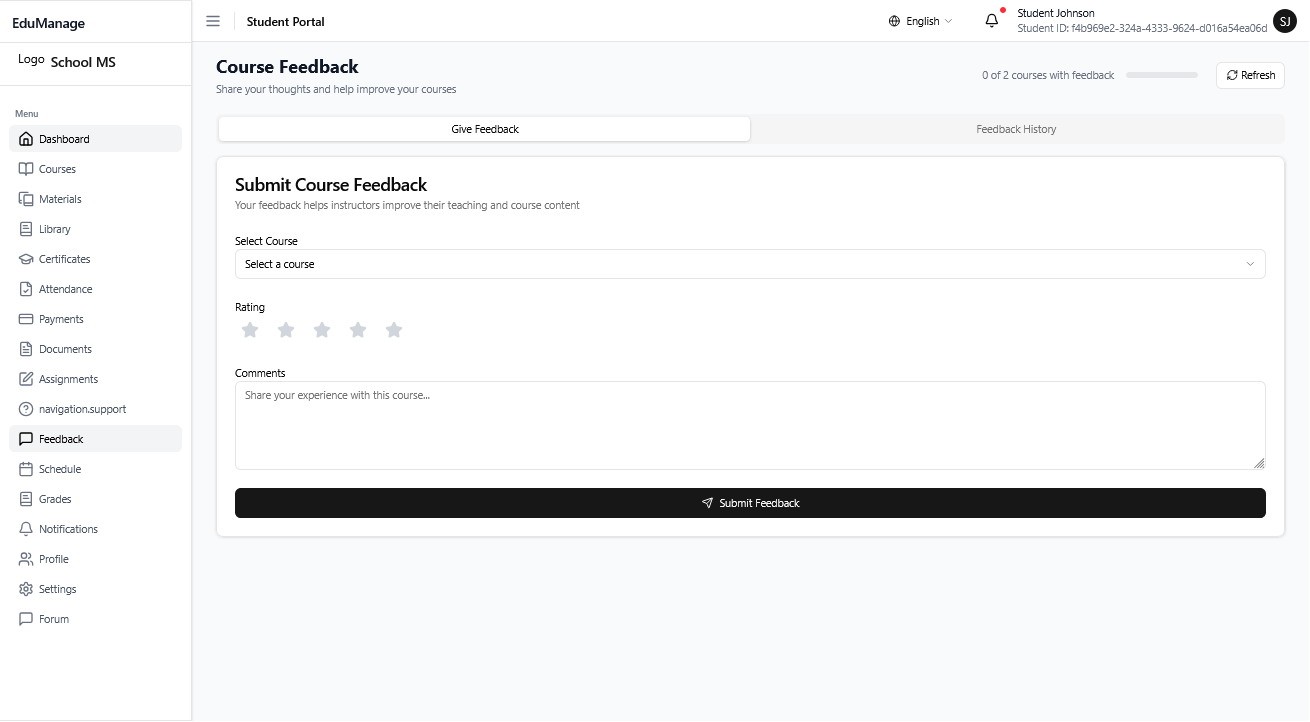 EduManage
Logo School MS
Menu
Dashboard
Courses
Materials
Library
Certificates
Attendance
Payments
Documents
Assignments
navigation.support
Feedback
Schedule
Grades
Notifications
Profile
Settings
Forum
Student Portal
English
Student Johnson
Student ID: f4b969e2-324a-4333-9624-d016a54ea06d
SJ
Course Feedback
Share your thoughts and help improve your courses
0 of 2 courses with feedback
Refresh
Give Feedback
Feedback History
Submit Course Feedback
Your feedback helps instructors improve their teaching and course content
Select Course
Select a course
Rating
Comments
Share your experience with this course...
Submit Feedback